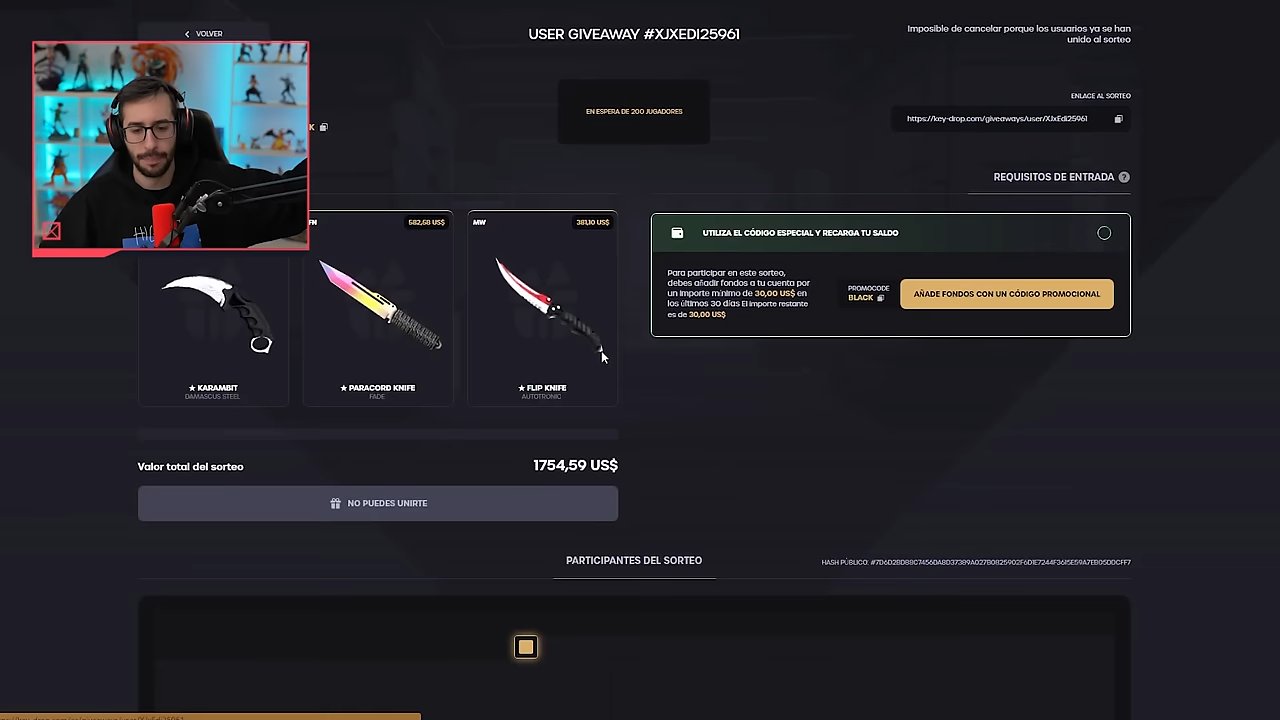 VOLVER
USER GIVEAWAY #XJXEDI25961
Imposible de cancelar porque los usuarios ya se han
unido al sorteo
EN ESPERA DE 200 JUGADORES
ENLACE AL SORTEO
https://key-drop.com/giveaways/user/XJxEdi25961
K
REQUISITOS DE ENTRADA ?
FN
582,58 US$
MW
381,10 US$
UTILIZA EL CÓDIGO ESPECIAL Y RECARGA TU SALDO
Para participar en este sorteo,
debes añadir fondos a tu cuenta por
un importe mínimo de 30,00 US$ en
los últimos 30 días El importe restante
es de 30,00 US$
PROMOCODE
BLACK
AÑADE FONDOS CON UN CÓDIGO PROMOCIONAL
★ KARAMBIT
DAMASCUS STEEL
★ PARACORD KNIFE
FADE
★ FLIP KNIFE
AUTOTRONIC
Valor total del sorteo
1754,59 US$
NO PUEDES UNIRTE
PARTICIPANTES DEL SORTEO
HASH PÚBLICO: